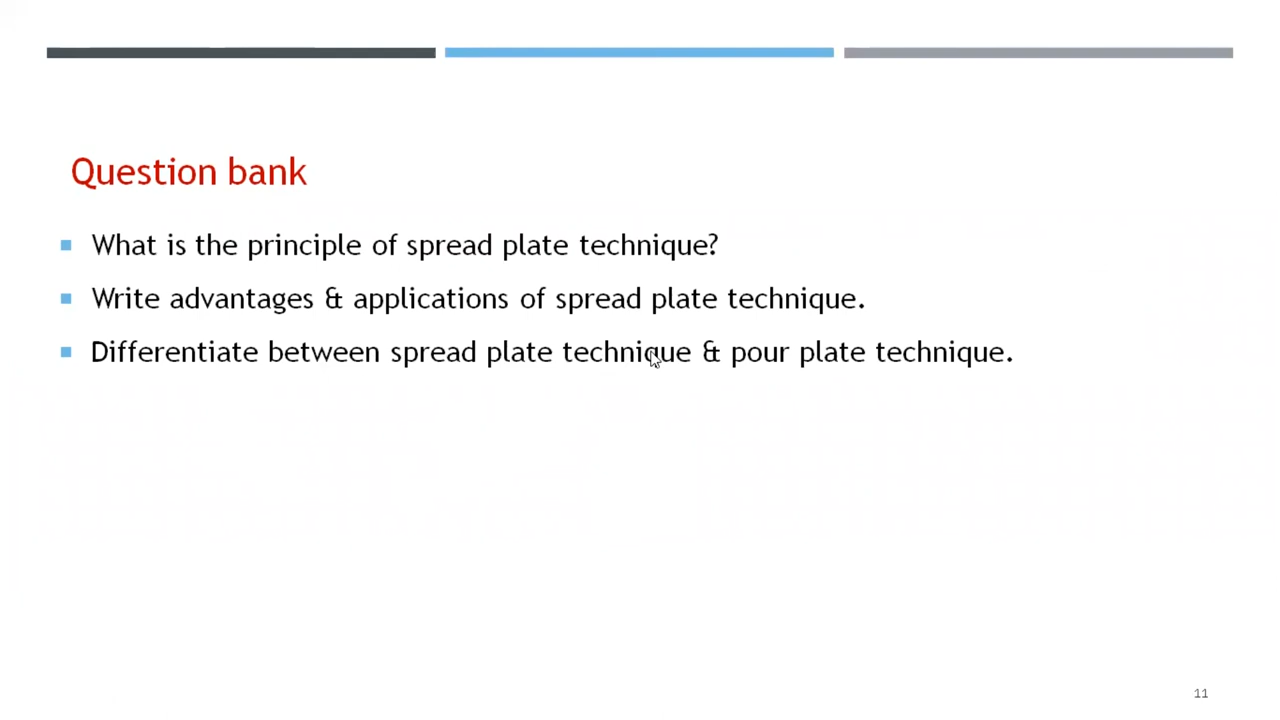 Question bank
What is the principle of spread plate technique?
Write advantages & applications of spread plate technique.
Differentiate between spread plate technique & pour plate technique.
11